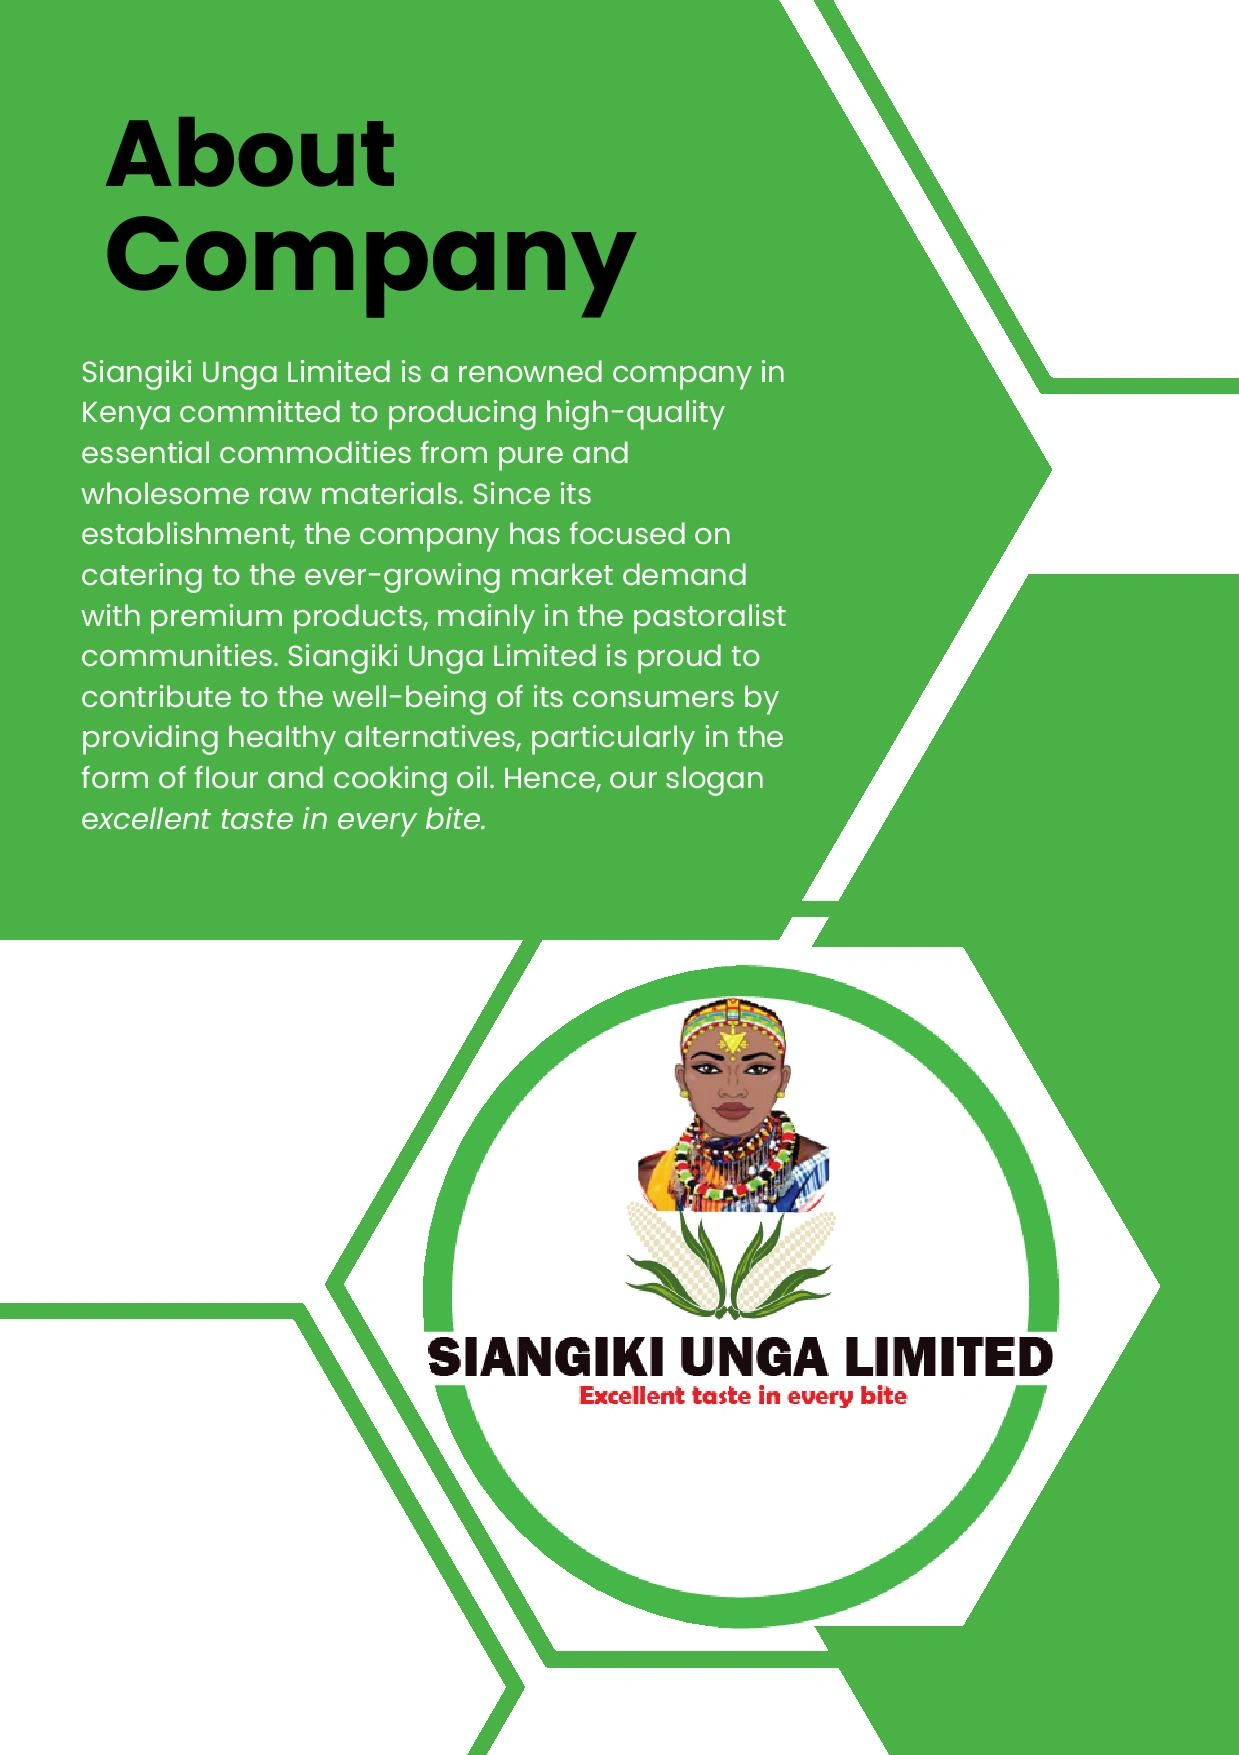 About
Company
Siangiki Unga Limited is a renowned company in
Kenya committed to producing high-quality
essential commodities from pure and
wholesome raw materials. Since its
establishment, the company has focused on
catering to the ever-growing market demand
with premium products, mainly in the pastoralist
communities. Siangiki Unga Limited is proud to
contribute to the well-being of its consumers by
providing healthy alternatives, particularly in the
form of flour and cooking oil. Hence, our slogan
excellent taste in every bite.
SIANGIKI UNGA LIMITED
Excellent taste in every bite